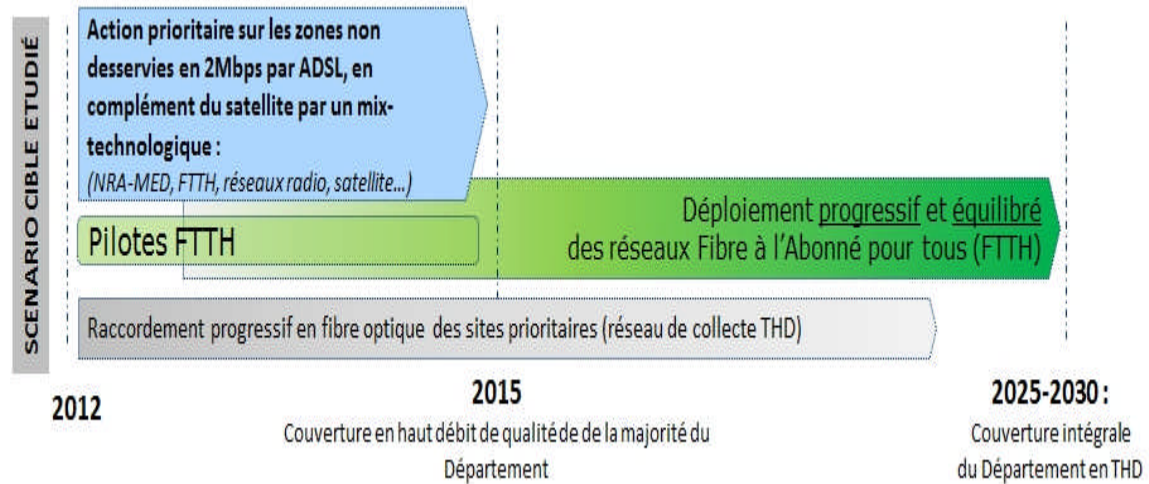 SCENARIO CIBLE ETUDIÉ
Action prioritaire sur les zones non
desservies en 2Mbps par ADSL, en
complément du satellite par un mix-
technologique :
(NRA-MED, FTTH, réseaux radio, satellite...)
Pilotes FTTH
Déploiement progressif et équilibré
des réseaux Fibre à l'Abonné pour tous (FTTH)
Raccordement progressif en fibre optique des sites prioritaires (réseau de collecte THD)
2012
2015
Couverture en haut débit de qualité de de la majorité du
Département
2025-2030 :
Couverture intégrale
du Département en THD